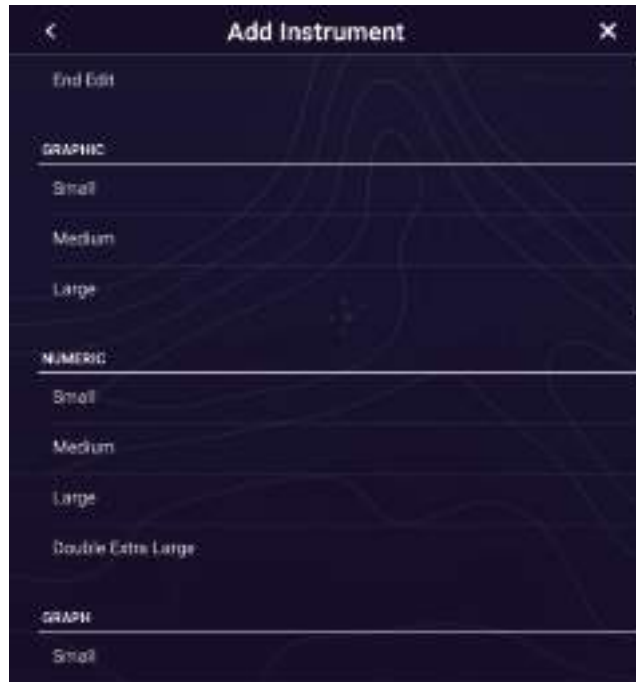 Add Instrument
End Edit
GRAPHIC
Small
Medium
Large
NUMERIC
Small
Medium
Large
Double Extra Large
GRAPH
Small